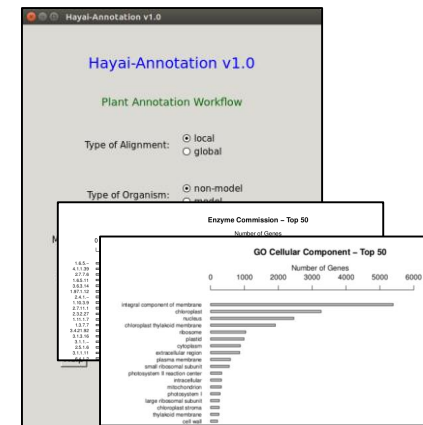 Hayai-Annotation v1.0
Hayai-Annotation v1.0
Plant Annotation Workflow
Type of Alignment:
local
global
Type of Organism:
non-model
model
Enzyme Commission – Top 50
Number of Genes
GO Cellular Component – Top 50
Number of Genes
0 1000 2000 3000 4000 5000 6000
integral component of membrane
chloroplast
nucleus
chloroplast thylakoid membrane
ribosome
plastid
cytoplasm
extracellular region
plasma membrane
small ribosomal subunit
photosystem II reaction center
intracellular
mitochondrion
photosystem I
large ribosomal subunit
chloroplast stroma
thylakoid membrane
cell wall